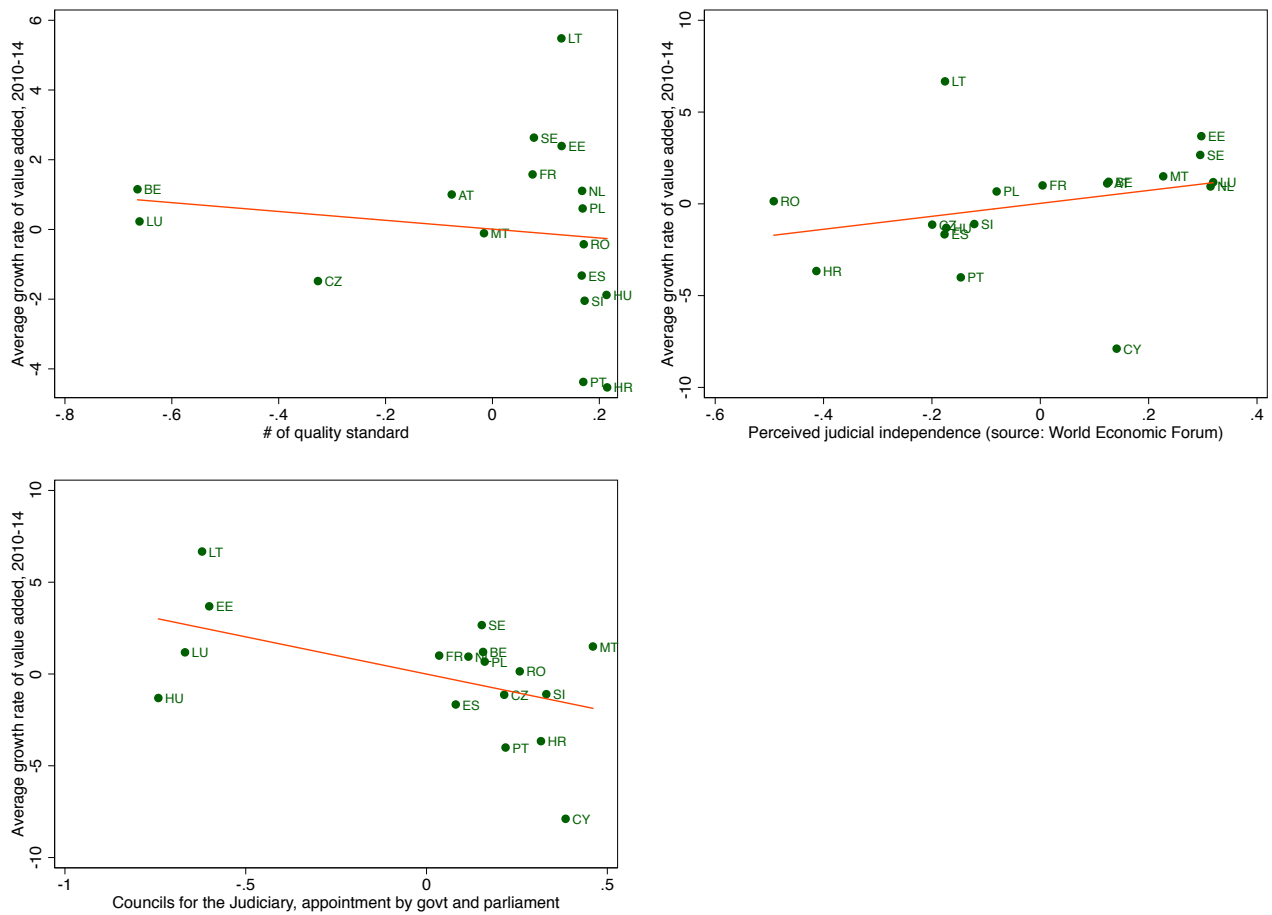 Average growth rate of value added, 2010-14
6
4
2
0
-2
-4
LT
SE
EE
FR
BE
AT
NL
PL
LU
MT
RO
CZ
ES
HU
SI
PT
HR
-.8
-.6
-.4
-.2
0
.2
# of quality standard
Average growth rate of value added, 2010-14
10
5
0
-5
-10
LT
EE
SE
MT
LU
NL
BE
AT
FR
PL
RO
CZ
HU
ES
SI
HR
PT
CY
-.6
-.4
-.2
0
.2
.4
Perceived judicial independence (source: World Economic Forum)
Average growth rate of value added, 2010-14
10
5
0
-5
-10
LT
EE
SE
MT
LU
FR
BE
PL
RO
HU
CZ
SI
ES
PT
HR
CY
-1
-.5
0
.5
Councils for the Judiciary, appointment by govt and parliament